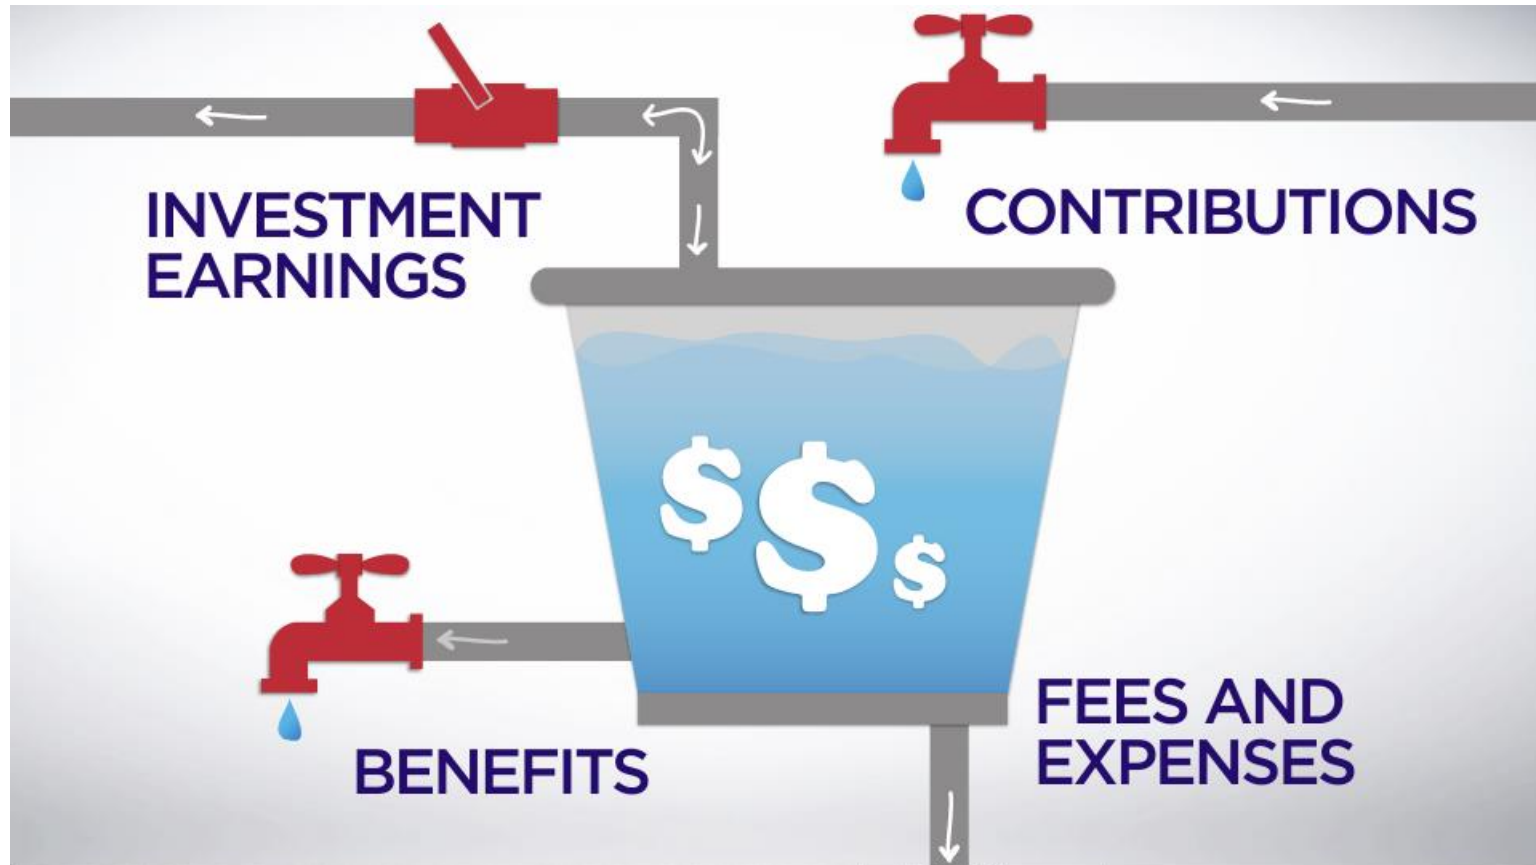 INVESTMENT
EARNINGS
CONTRIBUTIONS
$ $ $
BENEFITS
FEES AND
EXPENSES